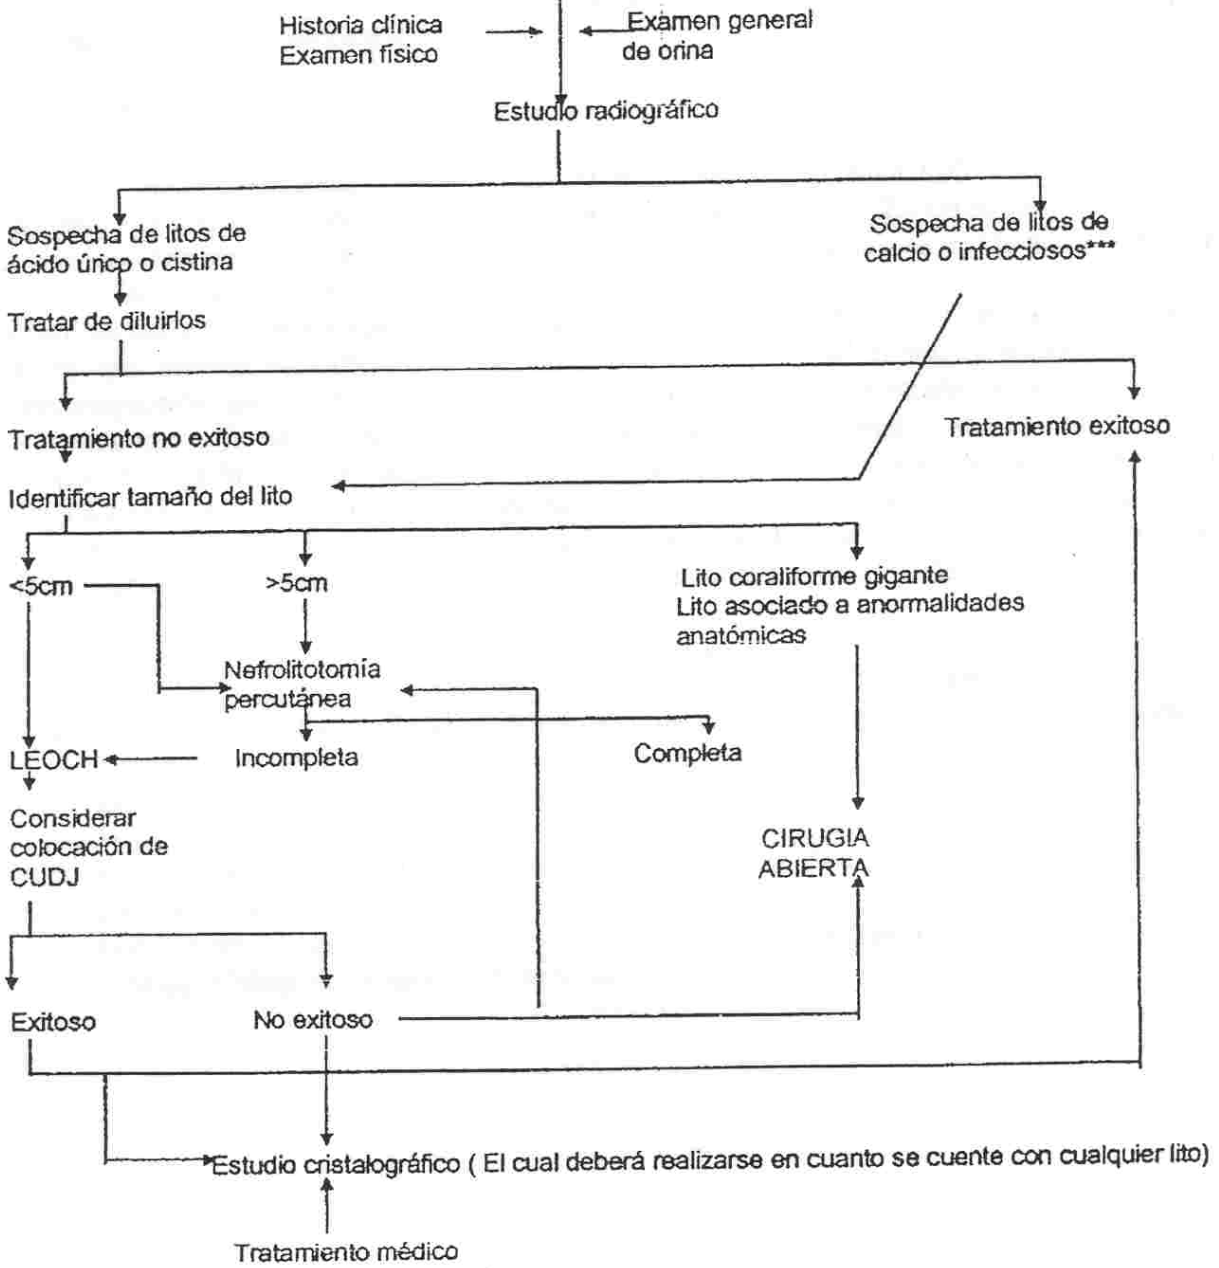 Historia clínica
Examen físico
Examen general
de orina
Estudio radiográfico
Sospecha de litos de
ácido úrico o cistina
Sospecha de litos de
calcio o infecciosos***
Tratar de diluirlos
Tratamiento no exitoso
Tratamiento exitoso
Identificar tamaño del lito
<5cm
>5cm
Lito coraliforme gigante
Lito asociado a anormalidades
anatómicas
Nefrolitotomía
percutánea
LEOCH
Incompleta
Completa
Considerar
colocación de
CUDJ
CIRUGIA
ABIERTA
Exitoso
No exitoso
Estudio cristalográfico ( El cual deberá realizarse en cuanto se cuente con cualquier lito)
Tratamiento médico